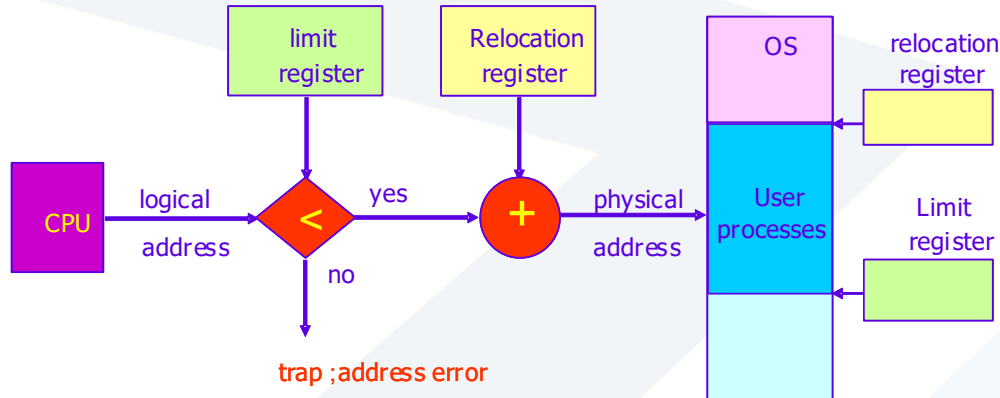 limit
register
Relocation
register
OS
relocation
register
CPU
logical
address
<
yes
no
+
physical
address
User
processes
Limit
register
trap ;address error